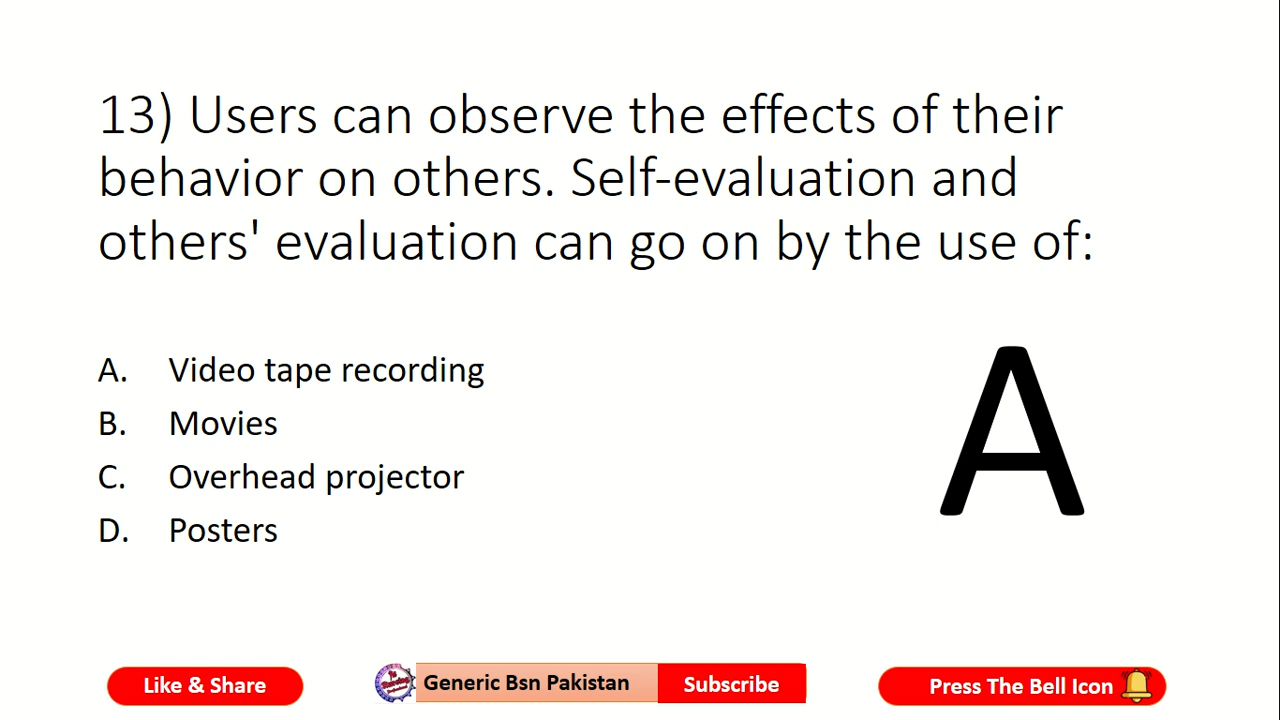 13) Users can observe the effects of their
behavior on others. Self-evaluation and
others' evaluation can go on by the use of:
A. Video tape recording
B. Movies
C. Overhead projector
D. Posters
A
Like & Share
Generic Bsn Pakistan
Subscribe
Press The Bell Icon